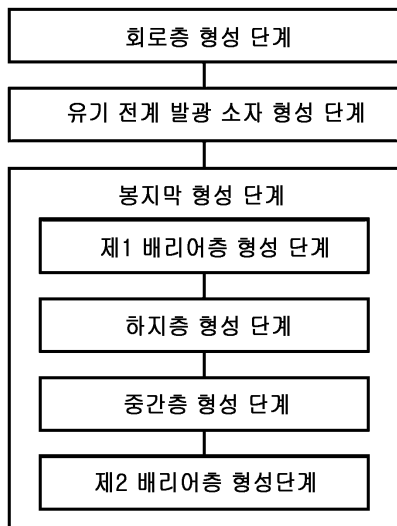 회로층 형성 단계
유기 전계 발광 소자 형성 단계
봉지막 형성 단계
제1 배리어층 형성 단계
하지층 형성 단계
중간층 형성 단계
제2 배리어층 형성단계